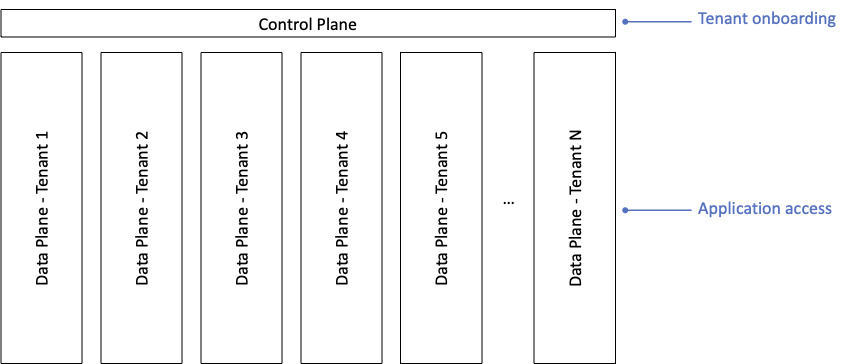 Control Plane
Tenant onboarding
Data Plane - Tenant 1
Data Plane - Tenant 2
Data Plane - Tenant 3
Data Plane - Tenant 4
Data Plane - Tenant 5
...
Data Plane - Tenant N
Application access